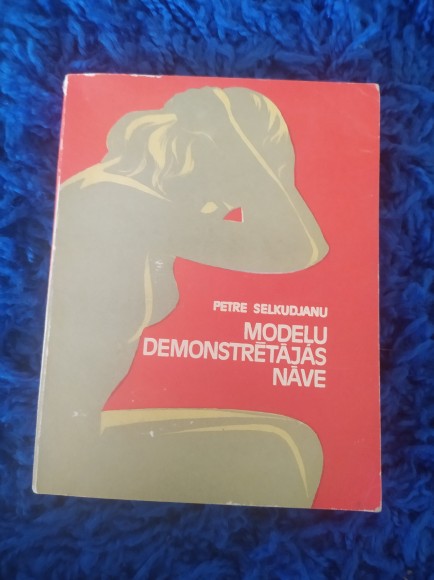 PETRE SELKUDJANU
MODEĻU
DEMONSTRĒTĀJAS
NĀVE